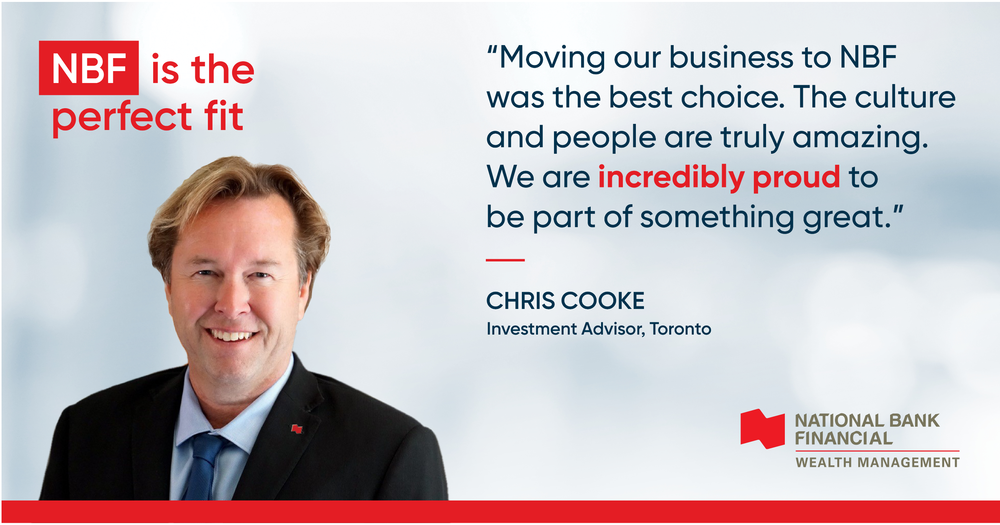 NBF is the
perfect fit
“Moving our business to NBF
was the best choice. The culture
and people are truly amazing.
We are incredibly proud to
be part of something great.”
CHRIS COOKE
Investment Advisor, Toronto
NATIONAL BANK
FINANCIAL
WEALTH MANAGEMENT